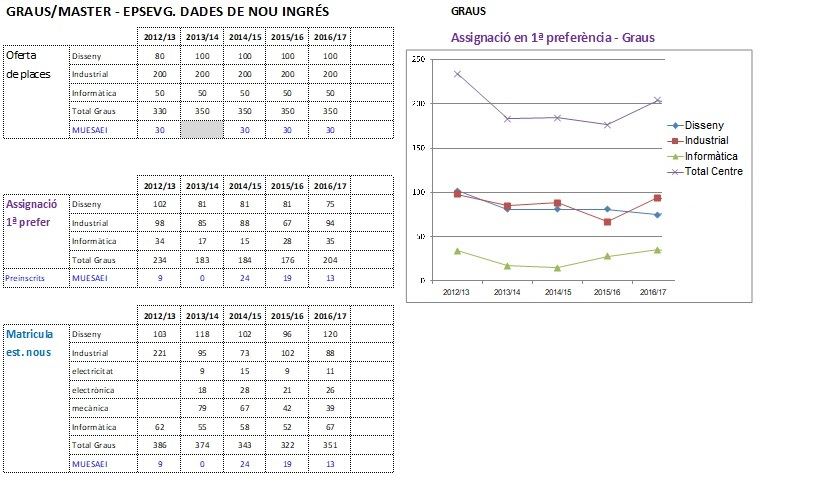 GRAUS/MASTER - EPSEVG. DADES DE NOU INGRÉS
2012/13 2013/14 2014/15 2015/16 2016/17
Oferta de places Disseny 80 100 100 100 100
Industrial 200 200 200 200 200
Informàtica 50 50 50 50 50
Total Graus 330 350 350 350 350
MUESAEI 30 30 30 30
2012/13 2013/14 2014/15 2015/16 2016/17
Assignació 1ª prefer Disseny 102 81 81 81 75
Industrial 98 85 88 67 94
Informàtica 34 17 15 28 35
Total Graus 234 183 184 176 204
Preinscrits MUESAEI 9 0 24 19 13
2012/13 2013/14 2014/15 2015/16 2016/17
Matricula est. nous Disseny 103 118 102 96 120
Industrial 221 95 73 102 88
electricitat 9 15 9 11
electrònica 18 28 21 26
mecànica 79 67 42 39
Informàtica 62 55 58 52 67
Total Graus 386 374 343 322 351
MUESAEI 9 0 24 19 13
GRAUS
Assignació en 1ª preferència - Graus
250
200
150
100
50
0
2012/13 2013/14 2014/15 2015/16 2016/17
Disseny
Industrial
Informàtica
Total Centre